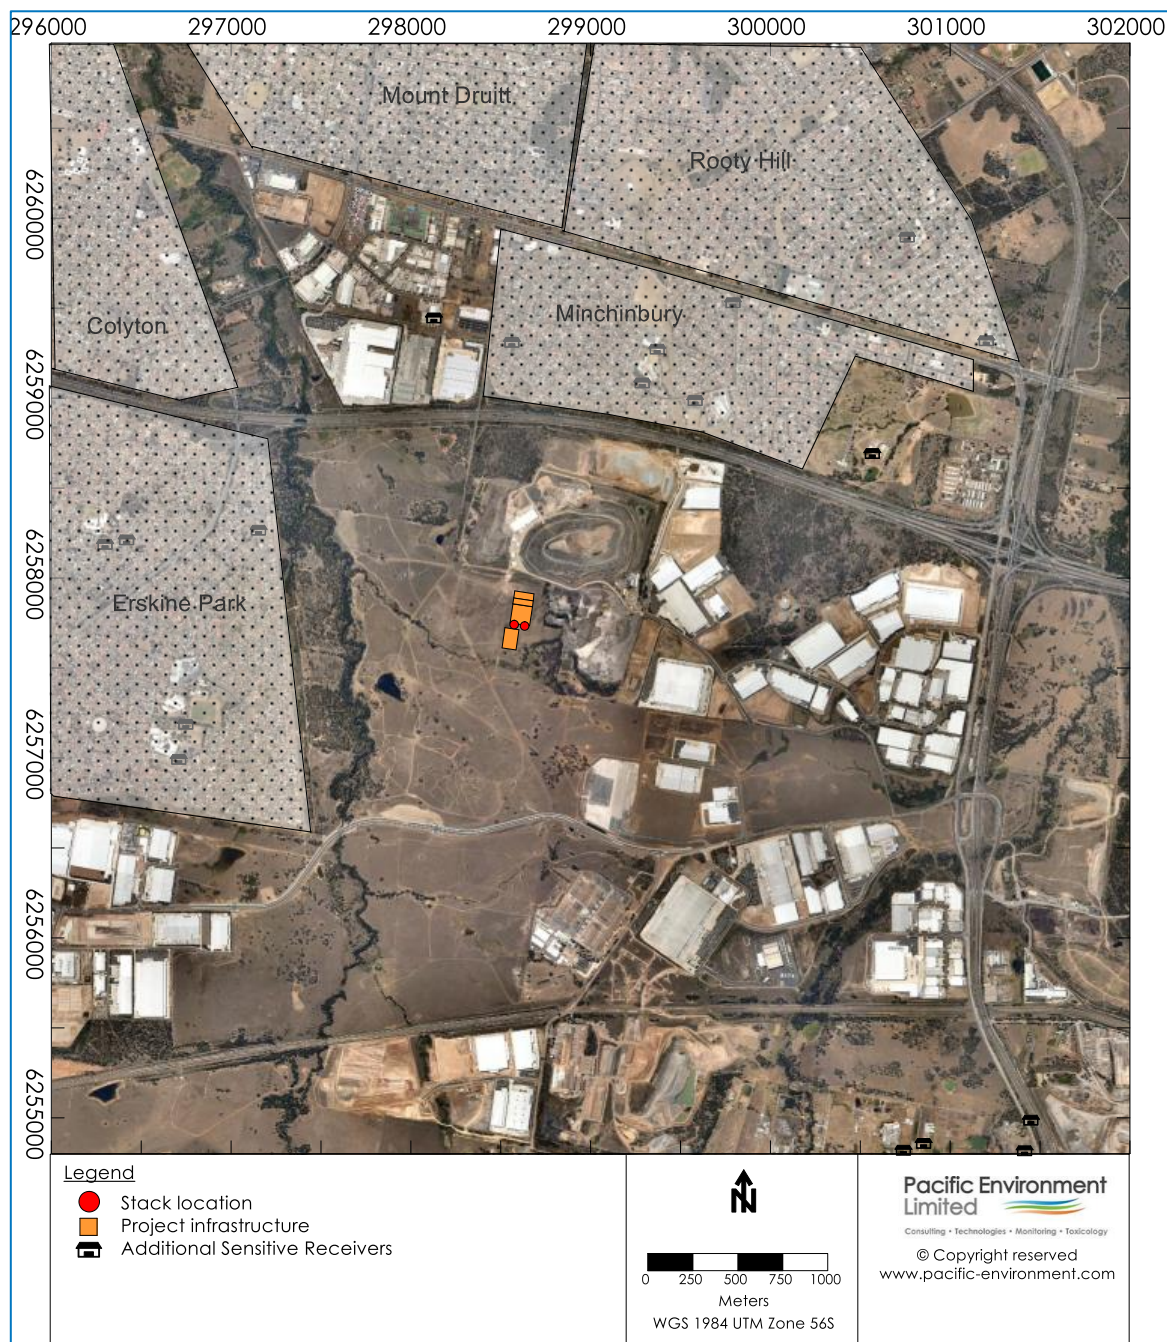 296000 297000 298000 299000 300000 301000 302000
6260000
6259000
6258000
6257000
6256000
6255000
Mount Druitt
Rooty Hill
Minchinbury
Colyton
Erskine Park
Legend
Stack location
Project infrastructure
Additional Sensitive Receivers
N
0 250 500 750 1000
Meters
WGS 1984 UTM Zone 56S
Pacific Environment
Limited
Consulting • Technologies • Monitoring • Toxicology
© Copyright reserved
www.pacific-environment.com